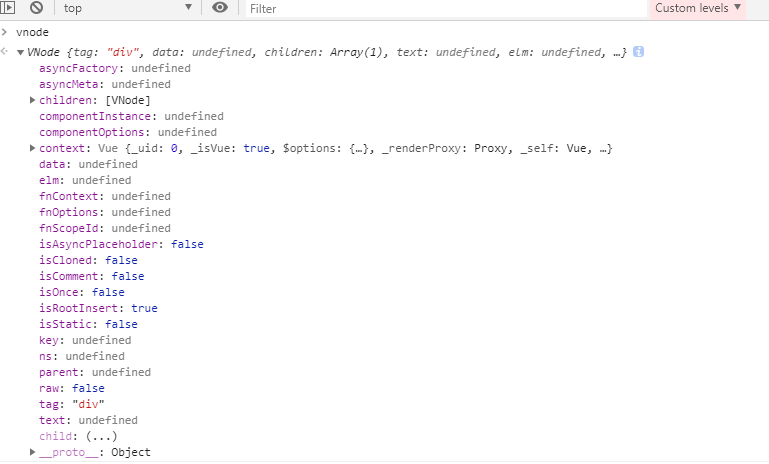 top Filter Custom levels
vnode
VNode {tag: "div", data: undefined, children: Array(1), text: undefined, elm: undefined, …}
asyncFactory: undefined
asyncMeta: undefined
children: [VNode]
componentInstance: undefined
componentOptions: undefined
context: Vue {_uid: 0, _isVue: true, $options: {…}, _renderProxy: Proxy, _self: Vue, …}
data: undefined
elm: undefined
fnContext: undefined
fnOptions: undefined
fnScopeId: undefined
isAsyncPlaceholder: false
isCloned: false
isComment: false
isOnce: false
isRootInsert: true
isStatic: false
key: undefined
ns: undefined
parent: undefined
raw: false
tag: "div"
text: undefined
child: (...)
__proto__: Object